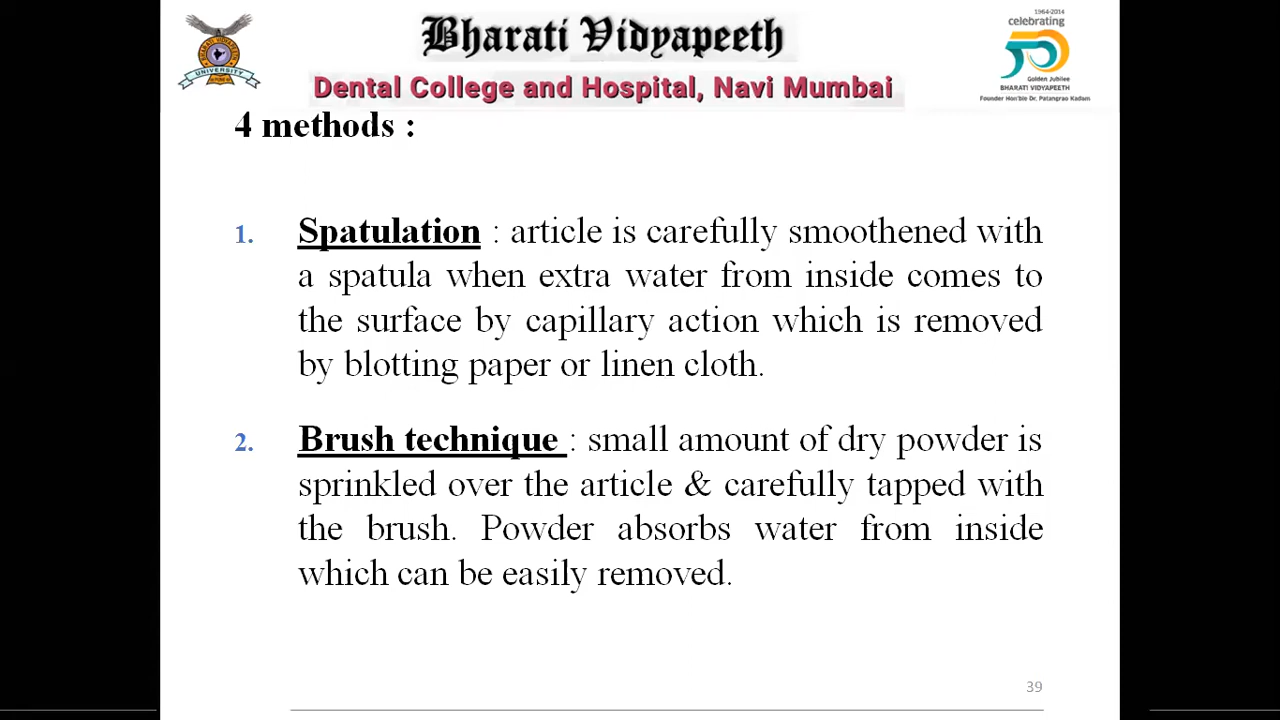 Bharati Vidyapeeth
Dental College and Hospital, Navi Mumbai
1964-2014
celebrating
50
Golden Jubilee
BHARATI VIDYAPEETH
Founder Hon'ble Dr. Patangrao Kadam
UNIVERSITY
4 methods :
1. Spatulation : article is carefully smoothened with
a spatula when extra water from inside comes to
the surface by capillary action which is removed
by blotting paper or linen cloth.
2. Brush technique : small amount of dry powder is
sprinkled over the article & carefully tapped with
the brush. Powder absorbs water from inside
which can be easily removed.
39